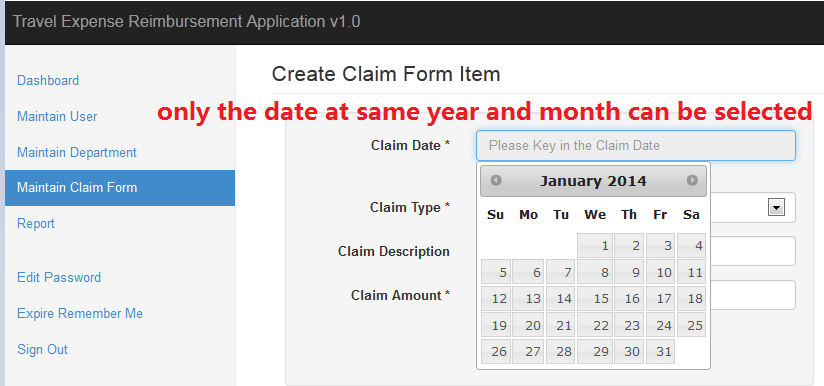 Travel Expense Reimbursement Application v1.0
Dashboard
Maintain User
Maintain Department
Maintain Claim Form
Report
Edit Password
Expire Remember Me
Sign Out
Create Claim Form Item
only the date at same year and month can be selected
Claim Date *
Please Key in the Claim Date
January 2014
Su Mo Tu We Th Fr Sa
1 2 3 4
5 6 7 8 9 10 11
12 13 14 15 16 17 18
19 20 21 22 23 24 25
26 27 28 29 30 31
Claim Type *
Claim Description
Claim Amount *